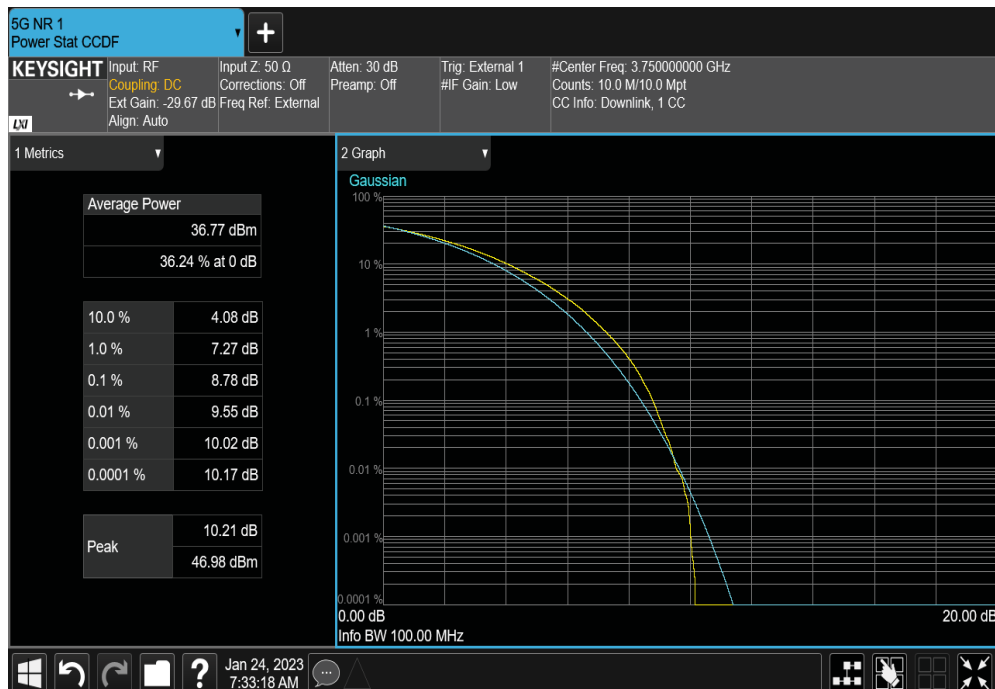 5G NR 1
Power Stat CCDF
+
KEYSIGHT
LXI
Input: RF
Coupling: DC
Ext Gain: -29.67 dB
Align: Auto
Input Z: 50 Ω
Corrections: Off
Freq Ref: External
Atten: 30 dB
Preamp: Off
Trig: External 1
#IF Gain: Low
#Center Freq: 3.750000000 GHz
Counts: 10.0 M/10.0 Mpt
CC Info: Downlink, 1 CC
1 Metrics
Average Power
36.77 dBm
36.24 % at 0 dB
10.0 % 4.08 dB
1.0 % 7.27 dB
0.1 % 8.78 dB
0.01 % 9.55 dB
0.001 % 10.02 dB
0.0001 % 10.17 dB
Peak
10.21 dB
46.98 dBm
2 Graph
Gaussian
100 %
10 %
1 %
0.1 %
0.01 %
0.001 %
0.0001 %
0.00 dB
20.00 dB
Info BW 100.00 MHz
?
Jan 24, 2023
7:33:18 AM